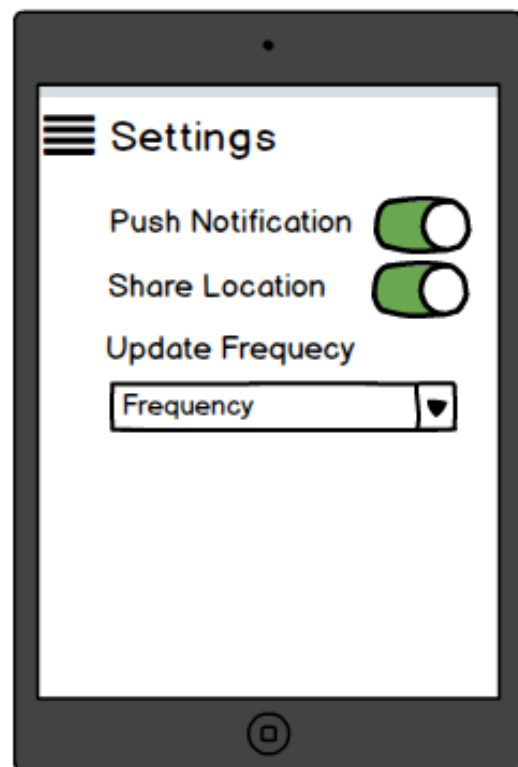 Settings
Push Notification
Share Location
Update Frequecy
Frequency